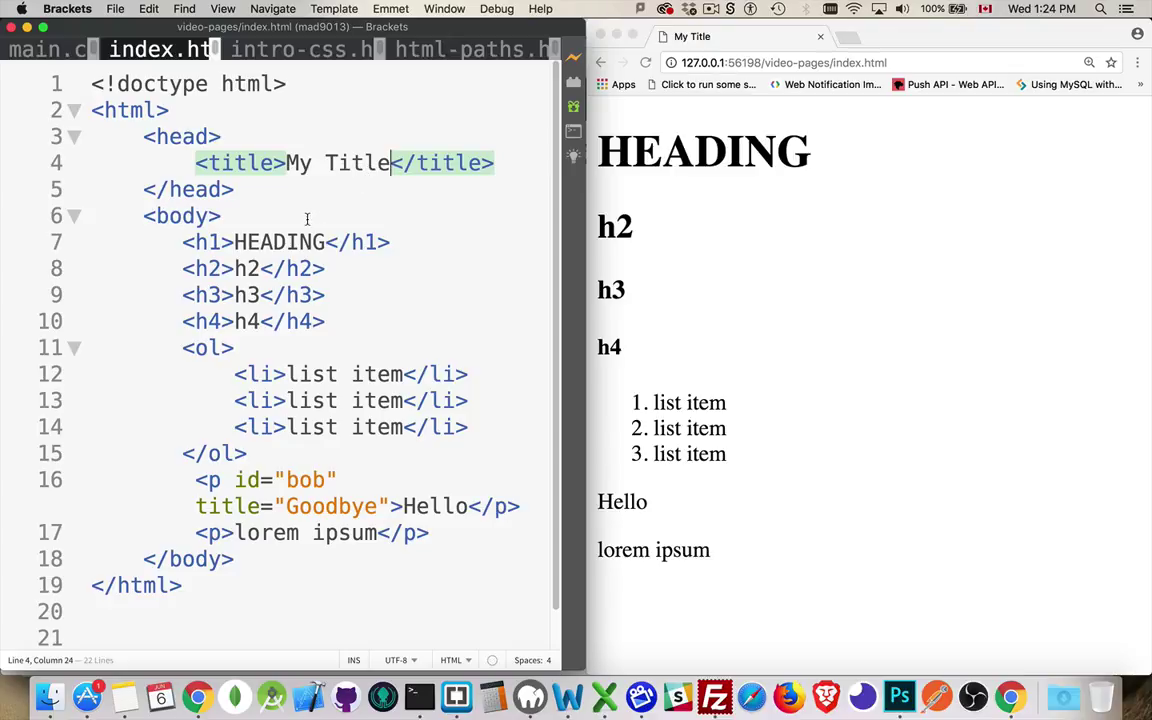 Brackets File Edit Find View Navigate Template Emmet Window Debug Help 100% Wed Jan 17 1:24 PM
video-pages/index.html (mad9013) — Brackets
main.c index.ht intro-css.h html-paths.h
1 <!doctype html>
2 <html>
3 <head>
4 <title>My Title</title>
5 </head>
6 <body>
7 <h1>HEADING</h1>
8 <h2>h2</h2>
9 <h3>h3</h3>
10 <h4>h4</h4>
11 <ol>
12 <li>list item</li>
13 <li>list item</li>
14 <li>list item</li>
15 </ol>
16 <p id="bob"
title="Goodbye">Hello</p>
17 <p>lorem ipsum</p>
18 </body>
19 </html>
20
21
Line 4, Column 24 — 22 Lines INS UTF-8 HTML Spaces: 4
My Title
127.0.0.1:56198/video-pages/index.html
Apps Click to run some s... Web Notification Im... Push API - Web API... Using MySQL with th...
HEADING
h2
h3
h4
1. list item
2. list item
3. list item
Hello
lorem ipsum